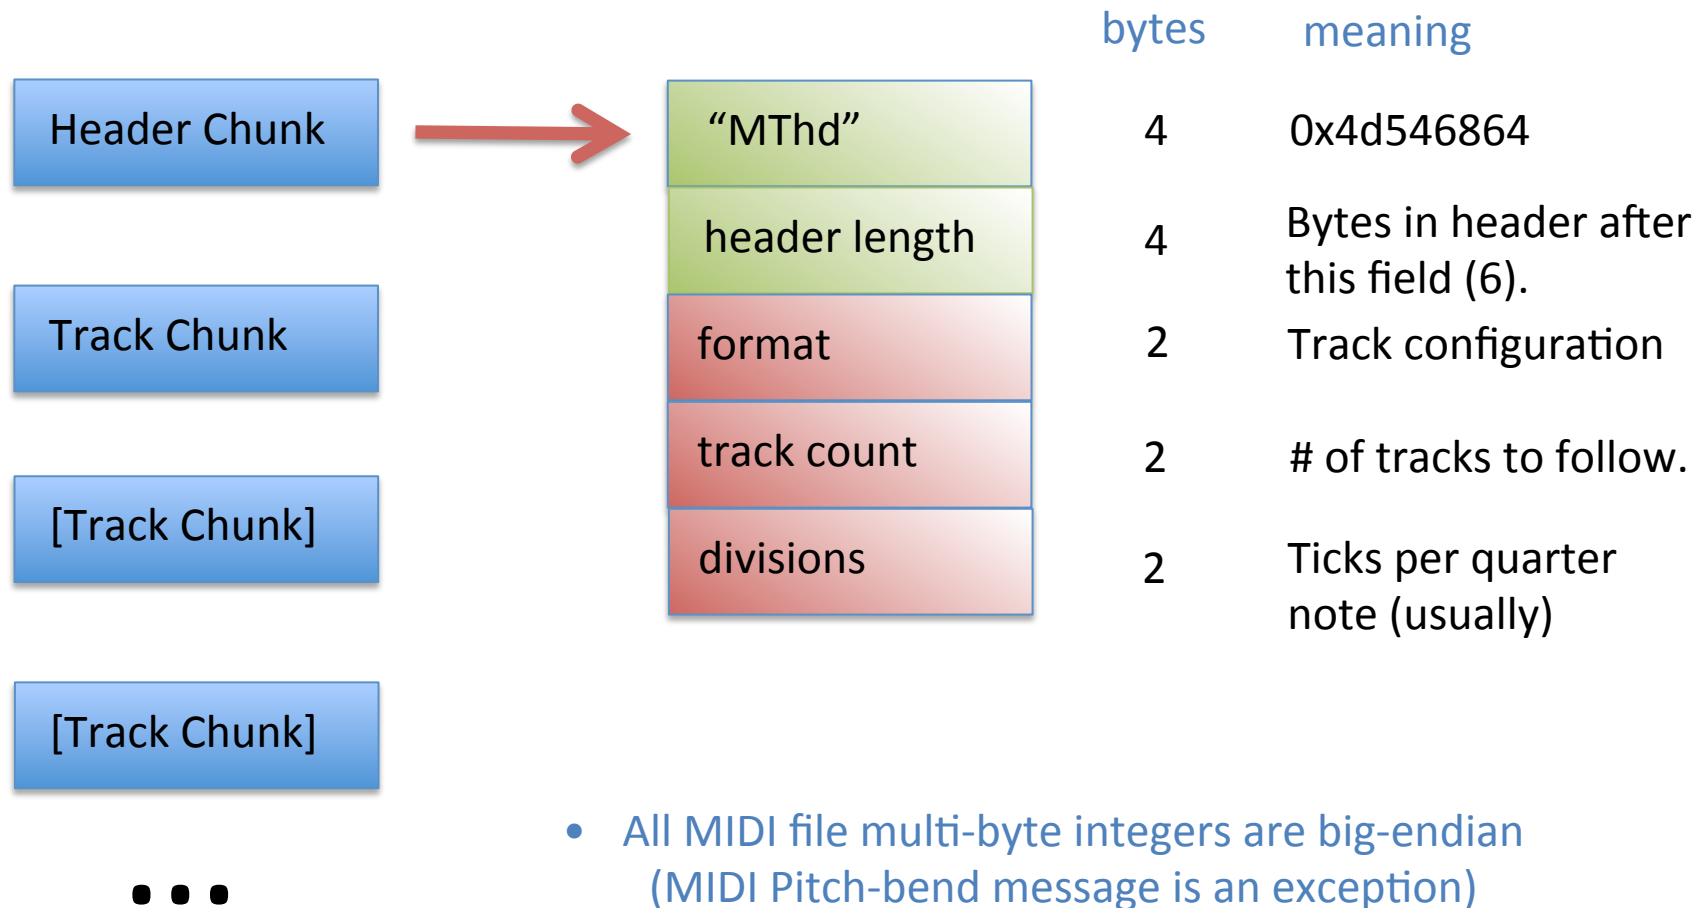 bytes meaning
Header Chunk
“MThd” 4 0x4d546864
header length 4 Bytes in header after
this field (6).
Track Chunk
format 2 Track configuration
track count 2 # of tracks to follow.
[Track Chunk]
divisions 2 Ticks per quarter
note (usually)
[Track Chunk]
• All MIDI file multi-byte integers are big-endian
(MIDI Pitch-bend message is an exception)
...